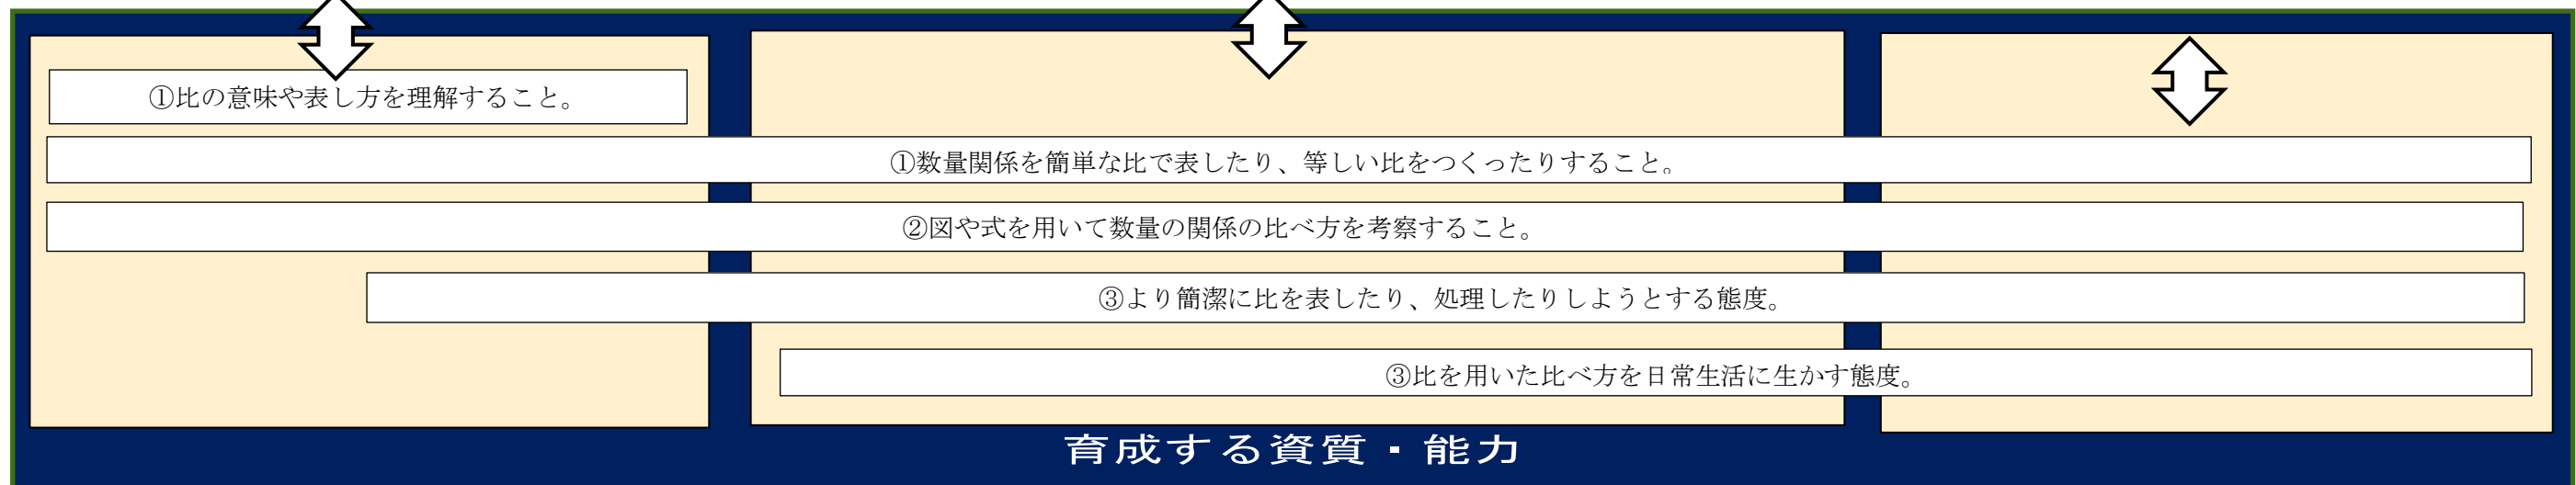 ①比の意味や表し方を理解すること。
①数量関係を簡単な比で表したり、等しい比をつくったりすること。
②図や式を用いて数量の関係の比べ方を考察すること。
③より簡潔に比を表したり、処理したりしようとする態度。
③比を用いた比べ方を日常生活に生かす態度。
育成する資質・能力